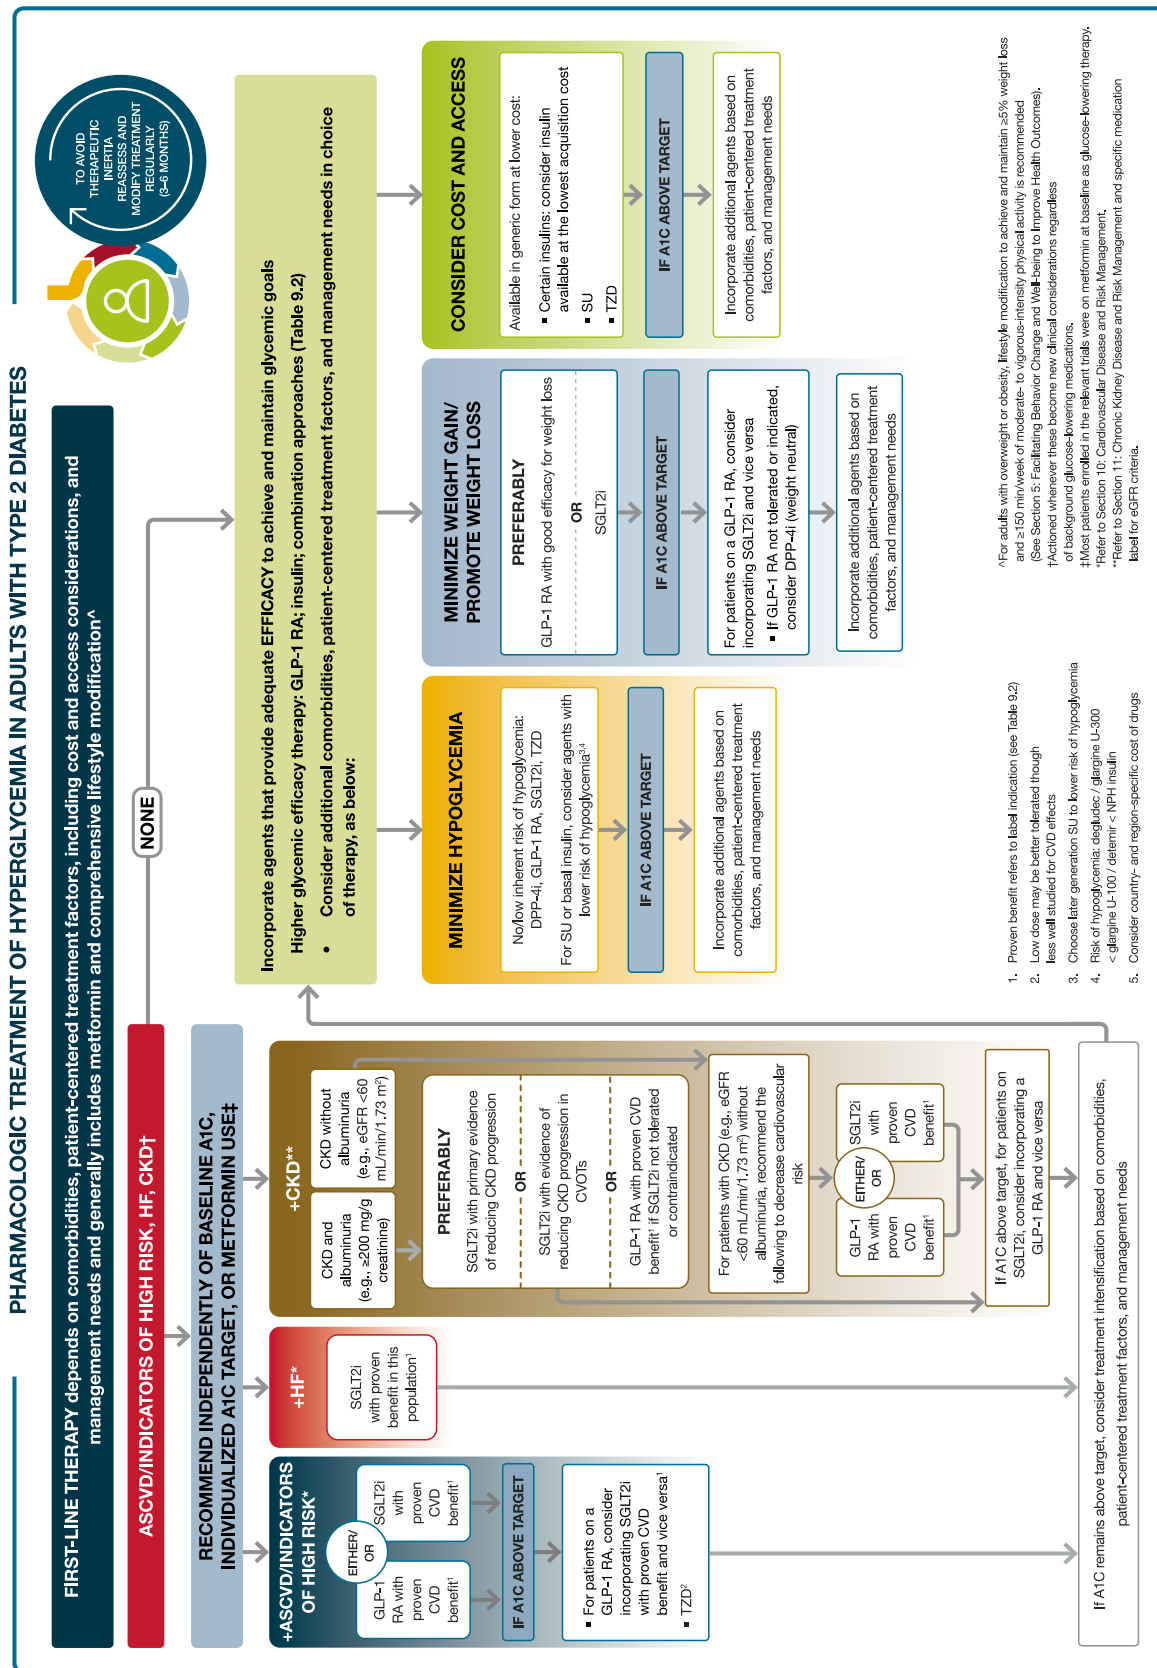 PHARMACOLOGIC TREATMENT OF HYPERGLYCEMIA IN ADULTS WITH TYPE 2 DIABETES
FIRST-LINE THERAPY depends on comorbidities, patient-centered treatment factors, including cost and access considerations, and
management needs and generally includes metformin and comprehensive lifestyle modification^
TO AVOID
THERAPEUTIC
INERTIA
REASSESS AND
MODIFY TREATMENT
REGULARLY
(3–6 MONTHS)
ASCVD/INDICATORS OF HIGH RISK, HF, CKD†
NONE
RECOMMEND INDEPENDENTLY OF BASELINE A1C,
INDIVIDUALIZED A1C TARGET, OR METFORMIN USE‡
+ASCVD/INDICATORS
OF HIGH RISK*
EITHER/
OR
GLP-1
RA with
proven
CVD
benefit¹
SGLT2i
with
proven
CVD
benefit¹
IF A1C ABOVE TARGET
▪ For patients on a
GLP-1 RA, consider
incorporating SGLT2i
with proven CVD
benefit and vice versa¹
▪ TZD²
+HF*
SGLT2i
with proven
benefit in this
population¹
+CKD**
CKD and
albuminuria
(e.g., ≥200 mg/g
creatinine)
CKD without
albuminuria
(e.g., eGFR <60
mL/min/1.73 m²)
PREFERABLY
SGLT2i with primary evidence
of reducing CKD progression
OR
SGLT2i with evidence of
reducing CKD progression in
CVOTs
OR
GLP-1 RA with proven CVD
benefit¹ if SGLT2i not tolerated
or contraindicated
For patients with CKD (e.g., eGFR
<60 mL/min/1.73 m²) without
albuminuria, recommend the
following to decrease cardiovascular
risk
EITHER/
OR
GLP-1
RA with
proven
CVD
benefit¹
SGLT2i
with
proven
CVD
benefit¹
If A1C above target, for patients on
SGLT2i, consider incorporating a
GLP-1 RA and vice versa
If A1C remains above target, consider treatment intensification based on comorbidities,
patient-centered treatment factors, and management needs
Incorporate agents that provide adequate EFFICACY to achieve and maintain glycemic goals
Higher glycemic efficacy therapy: GLP-1 RA; insulin; combination approaches (Table 9.2)
• Consider additional comorbidities, patient-centered treatment factors, and management needs in choice
of therapy, as below:
MINIMIZE HYPOGLYCEMIA
No/low inherent risk of hypoglycemia:
DPP-4i, GLP-1 RA, SGLT2i, TZD
For SU or basal insulin, consider agents with
lower risk of hypoglycemia³,⁴
IF A1C ABOVE TARGET
Incorporate additional agents based on
comorbidities, patient-centered treatment
factors, and management needs
MINIMIZE WEIGHT GAIN/
PROMOTE WEIGHT LOSS
PREFERABLY
GLP-1 RA with good efficacy for weight loss
OR
SGLT2i
IF A1C ABOVE TARGET
For patients on a GLP-1 RA, consider
incorporating SGLT2i and vice versa
▪ If GLP-1 RA not tolerated or indicated,
consider DPP-4i (weight neutral)
Incorporate additional agents based on
comorbidities, patient-centered treatment
factors, and management needs
CONSIDER COST AND ACCESS
Available in generic form at lower cost:
▪ Certain insulins: consider insulin
available at the lowest acquisition cost
▪ SU
▪ TZD
IF A1C ABOVE TARGET
Incorporate additional agents based on
comorbidities, patient-centered treatment
factors, and management needs
1. Proven benefit refers to label indication (see Table 9.2)
2. Low dose may be better tolerated though
less well studied for CVD effects
3. Choose later generation SU to lower risk of hypoglycemia
4. Risk of hypoglycemia: degludec / glargine U-300
< glargine U-100 / detemir < NPH insulin
5. Consider country- and region-specific cost of drugs
^For adults with overweight or obesity, lifestyle modification to achieve and maintain ≥5% weight loss
and ≥150 min/week of moderate- to vigorous-intensity physical activity is recommended
(See Section 5: Facilitating Behavior Change and Well-being to Improve Health Outcomes).
†Actioned whenever these become new clinical considerations regardless
of background glucose-lowering medications.
‡Most patients enrolled in the relevant trials were on metformin at baseline as glucose-lowering therapy.
*Refer to Section 10: Cardiovascular Disease and Risk Management.
**Refer to Section 11: Chronic Kidney Disease and Risk Management and specific medication
label for eGFR criteria.